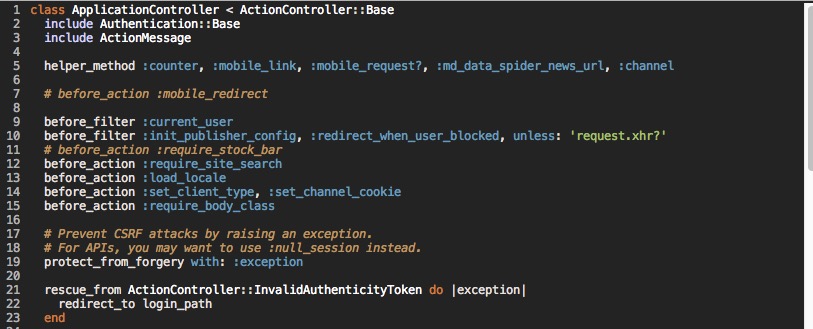 1 class ApplicationController < ActionController::Base
2 include Authentication::Base
3 include ActionMessage
4
5 helper_method :counter, :mobile_link, :mobile_request?, :md_data_spider_news_url, :channel
6
7 # before_action :mobile_redirect
8
9 before_filter :current_user
10 before_filter :init_publisher_config, :redirect_when_user_blocked, unless: 'request.xhr?'
11 # before_action :require_stock_bar
12 before_action :require_site_search
13 before_action :load_locale
14 before_action :set_client_type, :set_channel_cookie
15 before_action :require_body_class
16
17 # Prevent CSRF attacks by raising an exception.
18 # For APIs, you may want to use :null_session instead.
19 protect_from_forgery with: :exception
20
21 rescue_from ActionController::InvalidAuthenticityToken do |exception|
22 redirect_to login_path
23 end